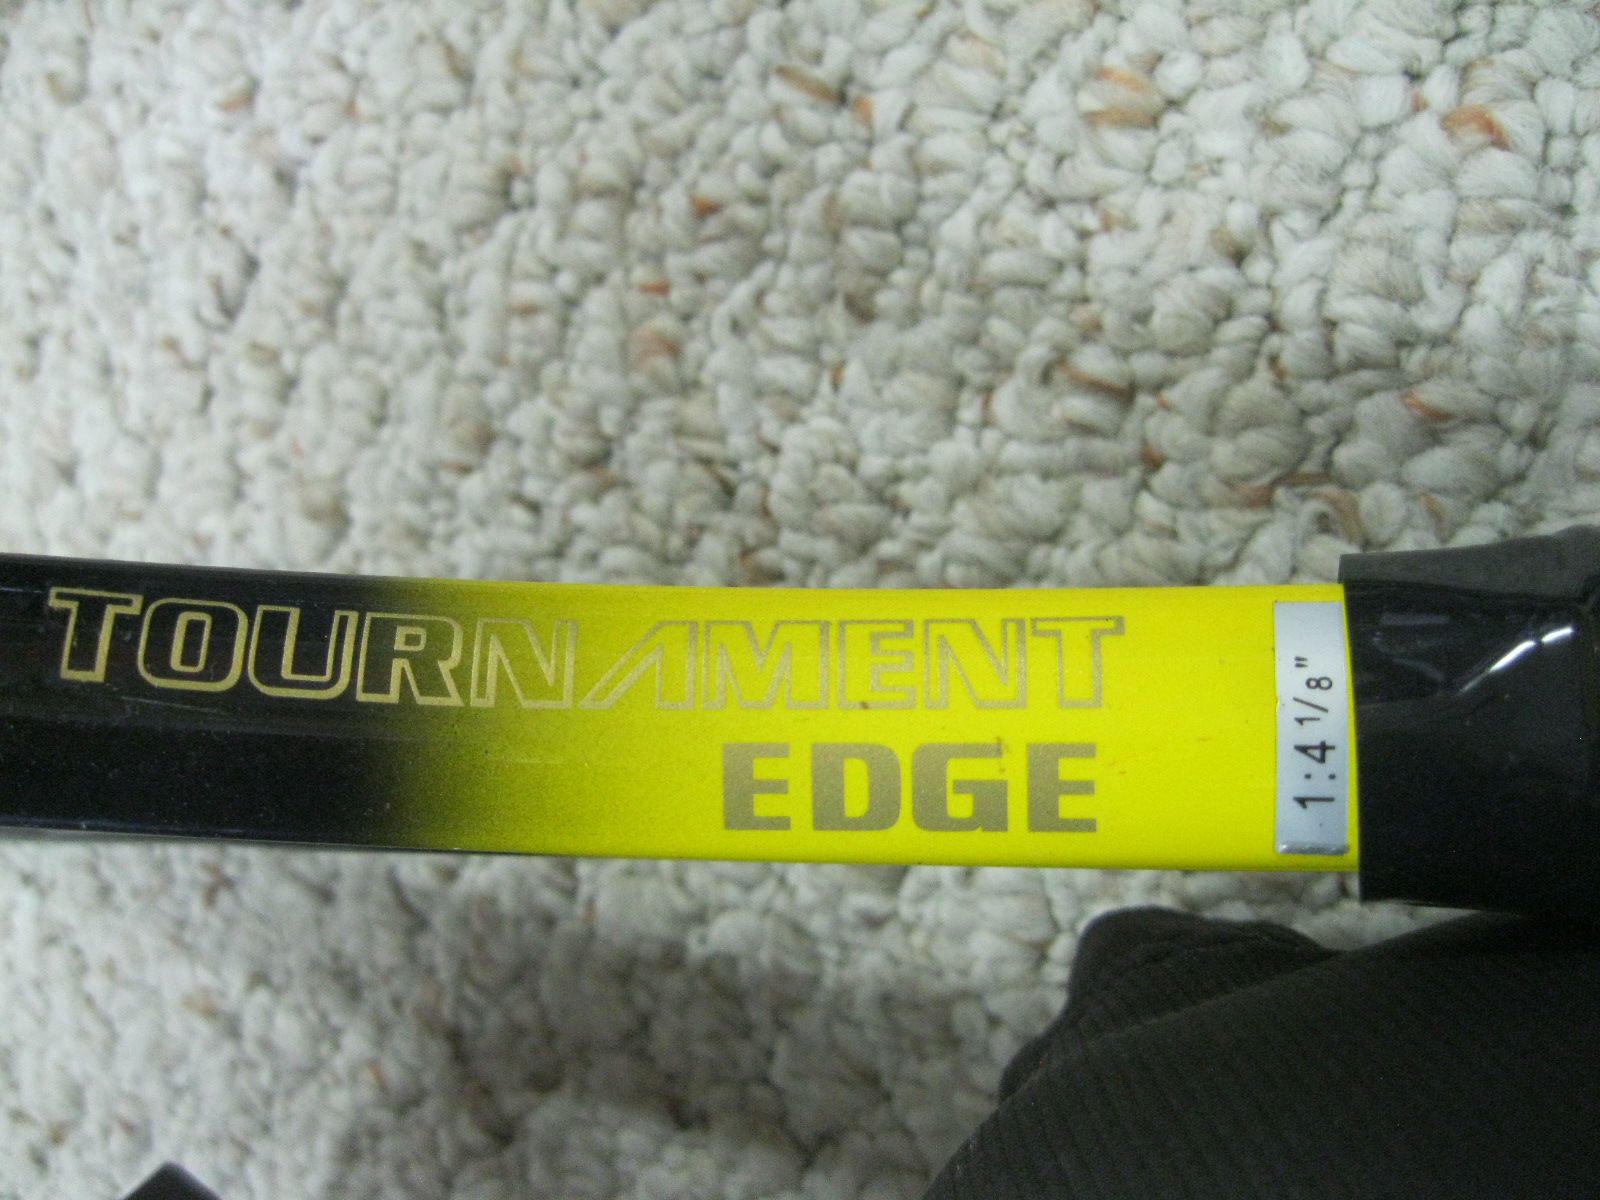 TOURNAMENT
EDGE
1:4 1/8"